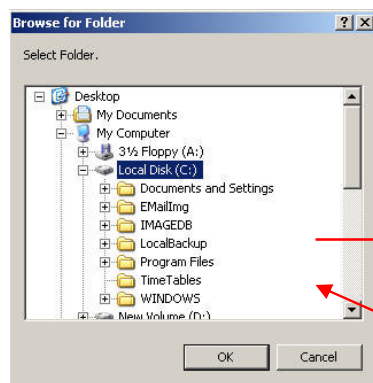 Browse for Folder
Select Folder.
Desktop
My Documents
My Computer
3½ Floppy (A:)
Local Disk (C:)
Documents and Settings
EMailImg
IMAGEDB
LocalBackup
Program Files
TimeTables
WINDOWS
New Volume (D:)
OK Cancel